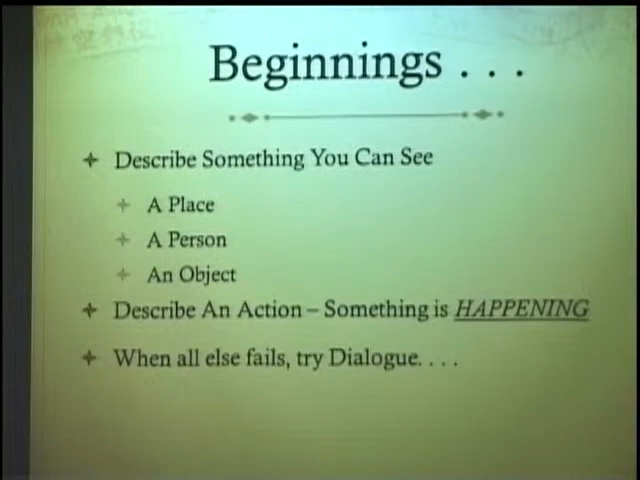 Beginnings . . .
Describe Something You Can See
A Place
A Person
An Object
Describe An Action – Something is HAPPENING
When all else fails, try Dialogue. . . .